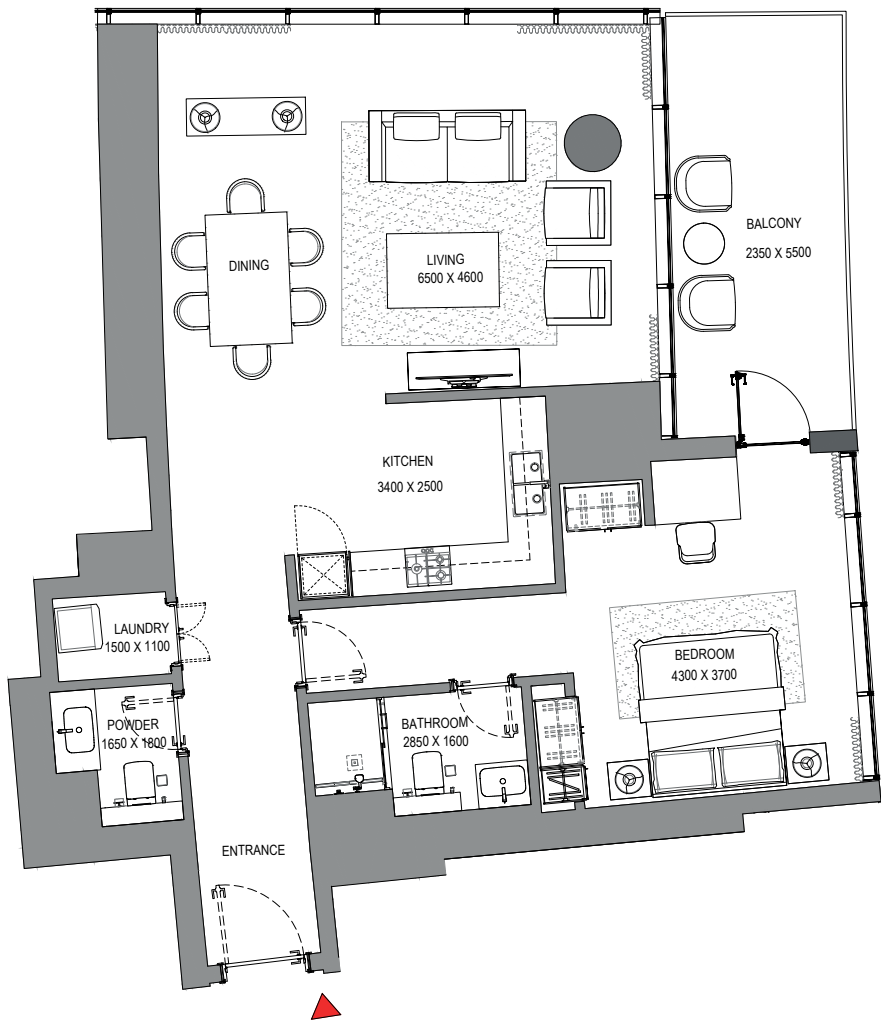 BALCONY
2350 X 5500
DINING
LIVING
6500 X 4600
KITCHEN
3400 X 2500
LAUNDRY
1500 X 1100
BEDROOM
4300 X 3700
POWDER
1650 X 1800
BATHROOM
2850 X 1600
ENTRANCE